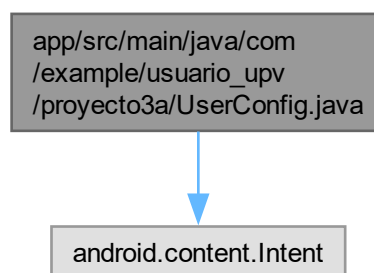 app/src/main/java/com
/example/usuario_upv
/proyecto3a/UserConfig.java
android.content.Intent